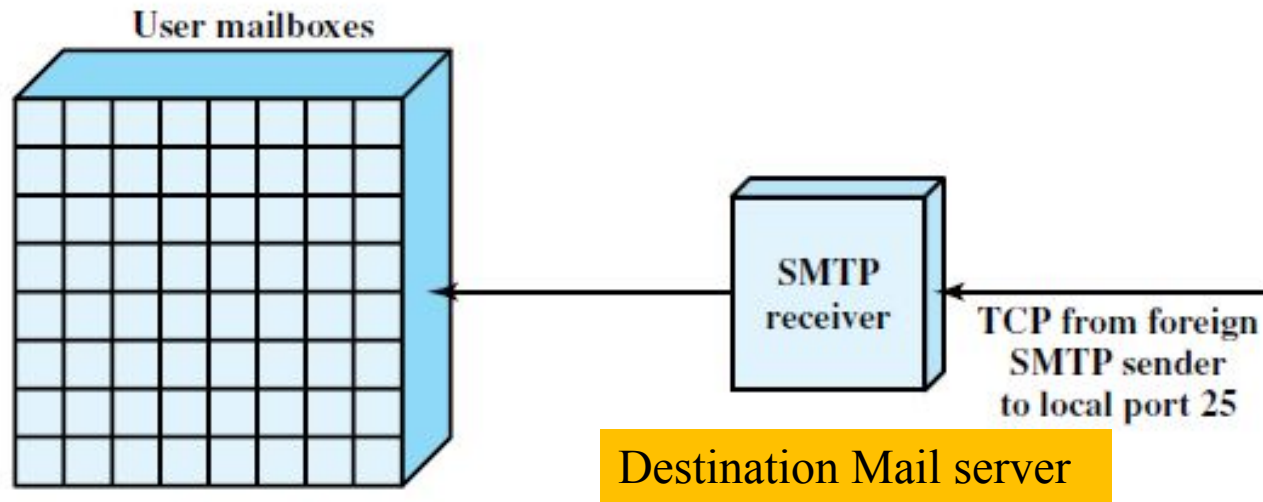 User mailboxes
SMTP
receiver
TCP from foreign
SMTP sender
to local port 25
Destination Mail server